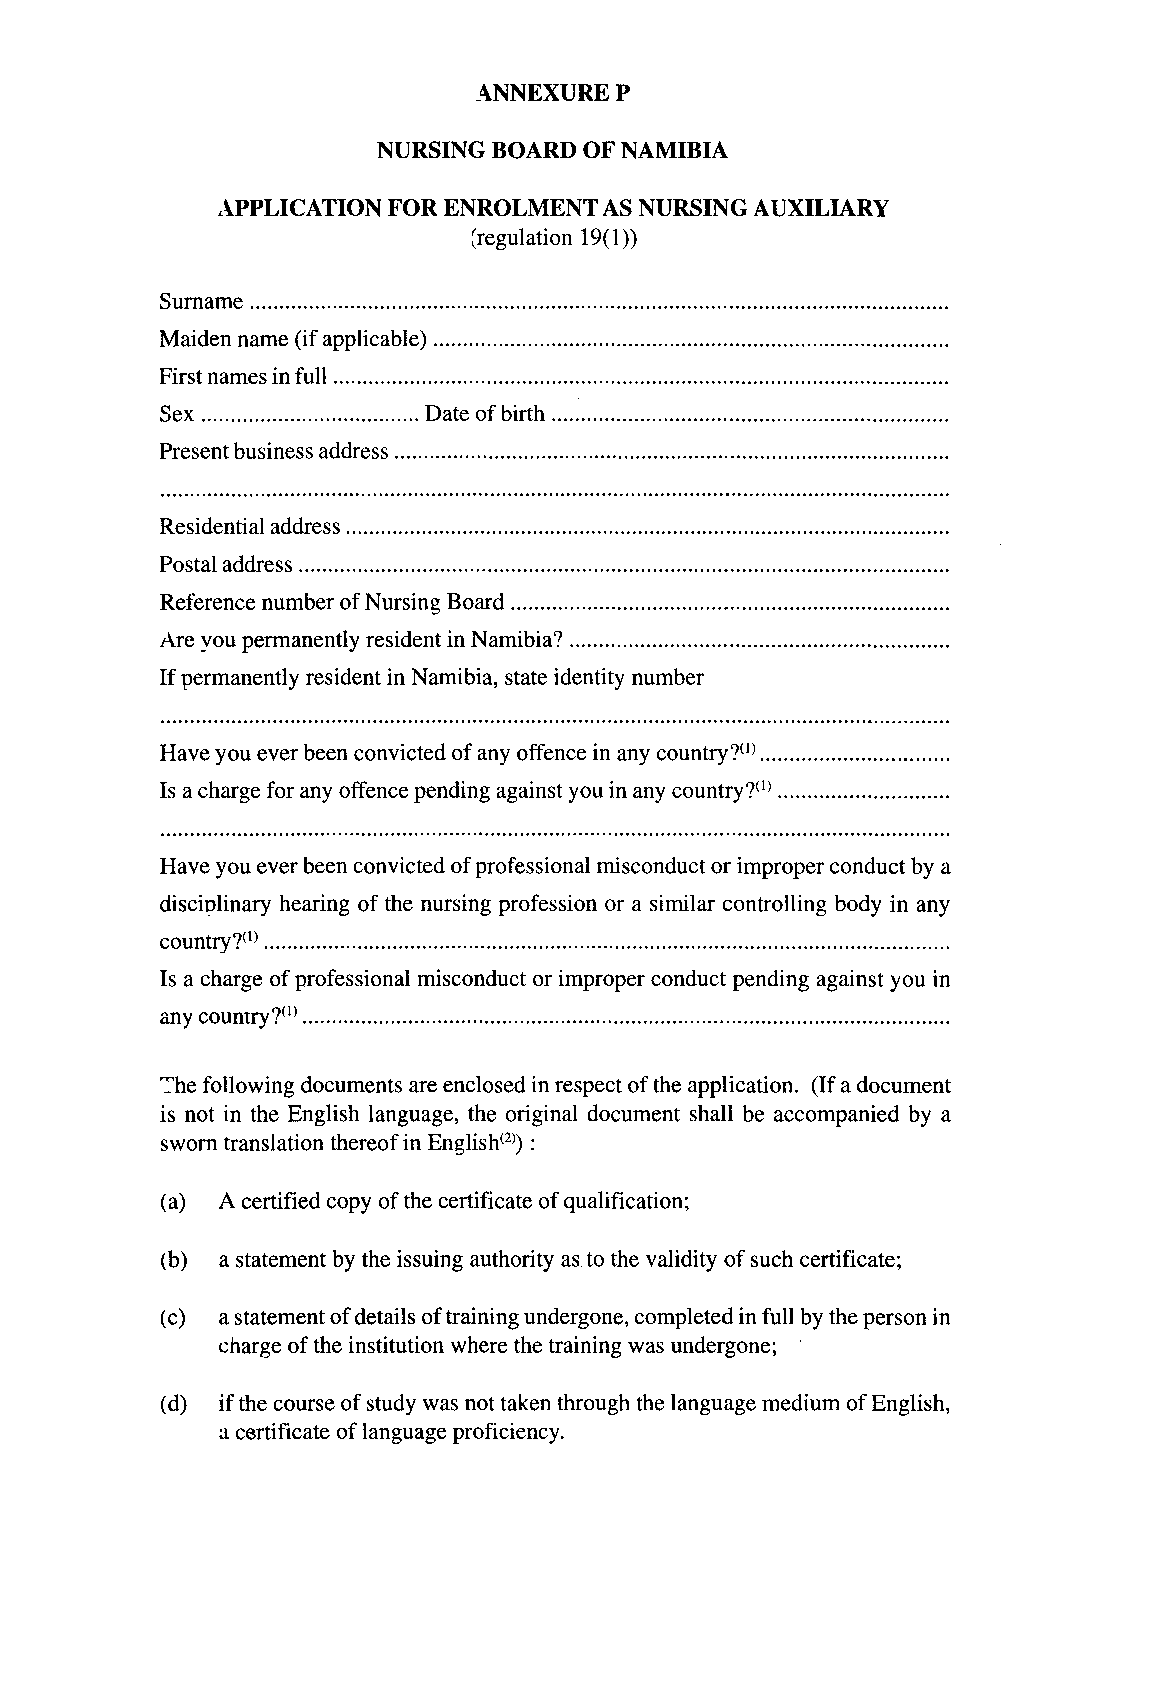 ANNEXURE P
NURSING BOARD OF NAMIBIA
APPLICATION FOR ENROLMENT AS NURSING AUXILIARY
(regulation 19(1))
Surname ........................................................................................................................
Maiden name (if applicable) ........................................................................................
First names in full .........................................................................................................
Sex ..................................... Date of birth ....................................................................
Present business address ...............................................................................................
.......................................................................................................................................
Residential address .......................................................................................................
Postal address ...............................................................................................................
Reference number of Nursing Board ...........................................................................
Are you permanently resident in Namibia? .................................................................
If permanently resident in Namibia, state identity number
.......................................................................................................................................
Have you ever been convicted of any offence in any country?(1) ................................
Is a charge for any offence pending against you in any country?(1) .............................
.......................................................................................................................................
Have you ever been convicted of professional misconduct or improper conduct by a
disciplinary hearing of the nursing profession or a similar controlling body in any
country?(1) .....................................................................................................................
Is a charge of professional misconduct or improper conduct pending against you in
any country?(1) ...............................................................................................................
The following documents are enclosed in respect of the application. (If a document
is not in the English language, the original document shall be accompanied by a
sworn translation thereof in English(2)) :
(a) A certified copy of the certificate of qualification;
(b) a statement by the issuing authority as to the validity of such certificate;
(c) a statement of details of training undergone, completed in full by the person in
charge of the institution where the training was undergone;
(d) if the course of study was not taken through the language medium of English,
a certificate of language proficiency.